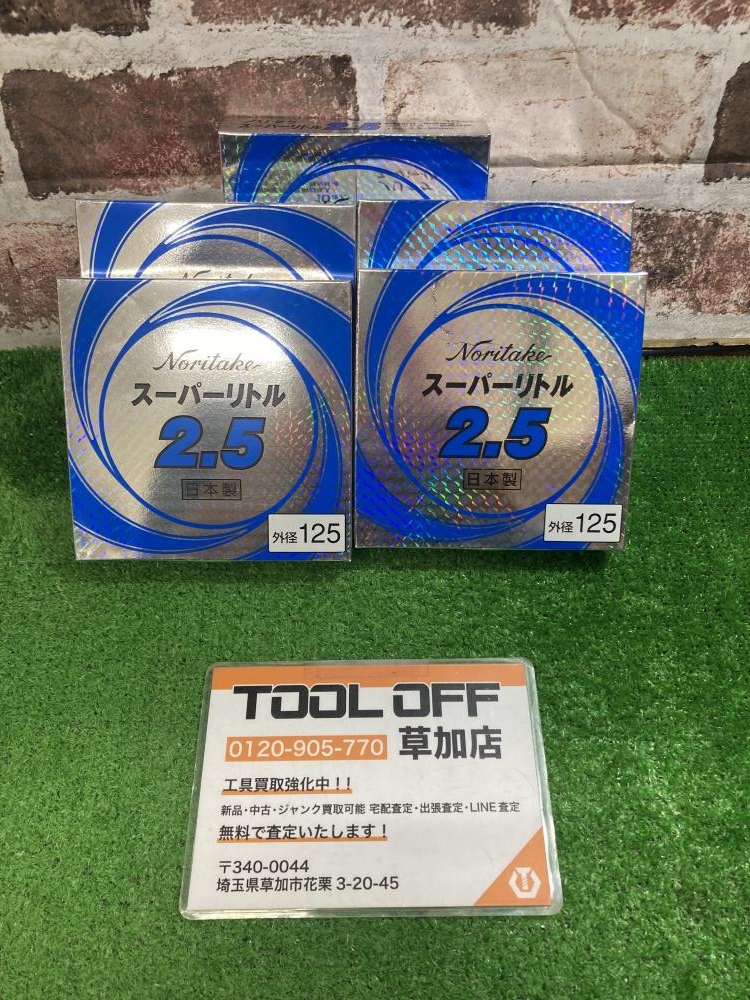 2.5
Noritake
Noritake
スーパーリトル
2.5
日本製
外径125
Noritake
スーパーリトル
2.5
日本製
外径125
TOOL OFF
0120-905-770 草加店
工具買取強化中！！
新品・中古・ジャンク買取可能 宅配査定・出張査定・LINE査定
無料で査定いたします！
〒340-0044
埼玉県草加市花栗 3-20-45